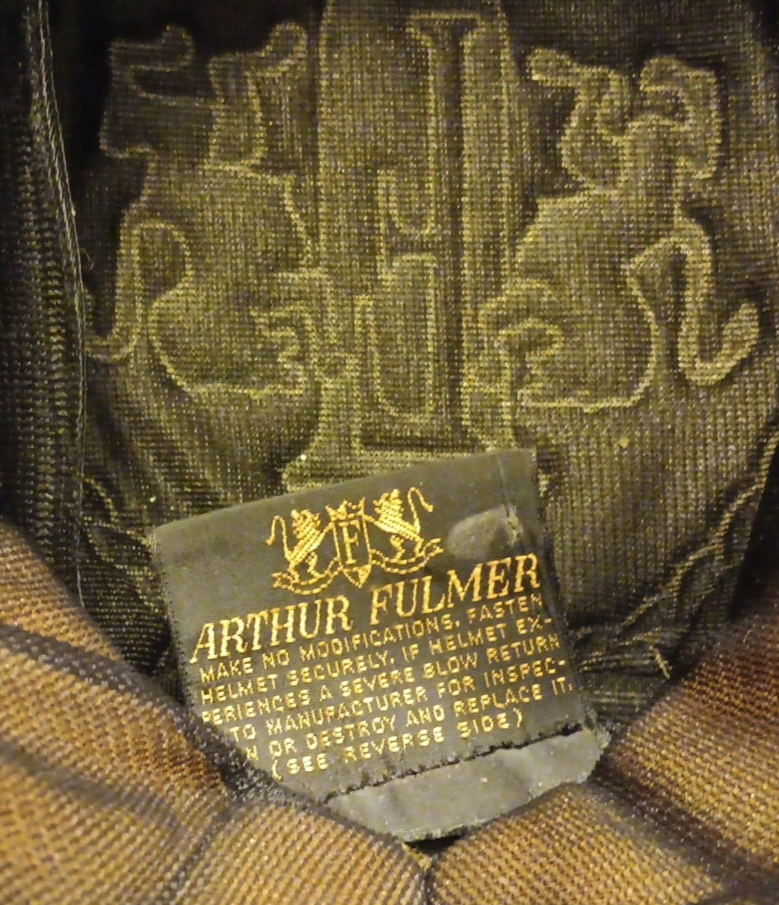 F
F
ARTHUR FULMER
MAKE NO MODIFICATIONS. FASTEN
HELMET SECURELY. IF HELMET EX-
PERIENCES A SEVERE BLOW RETURN
TO MANUFACTURER FOR INSPEC-
N OR DESTROY AND REPLACE IT.
(SEE REVERSE SIDE)